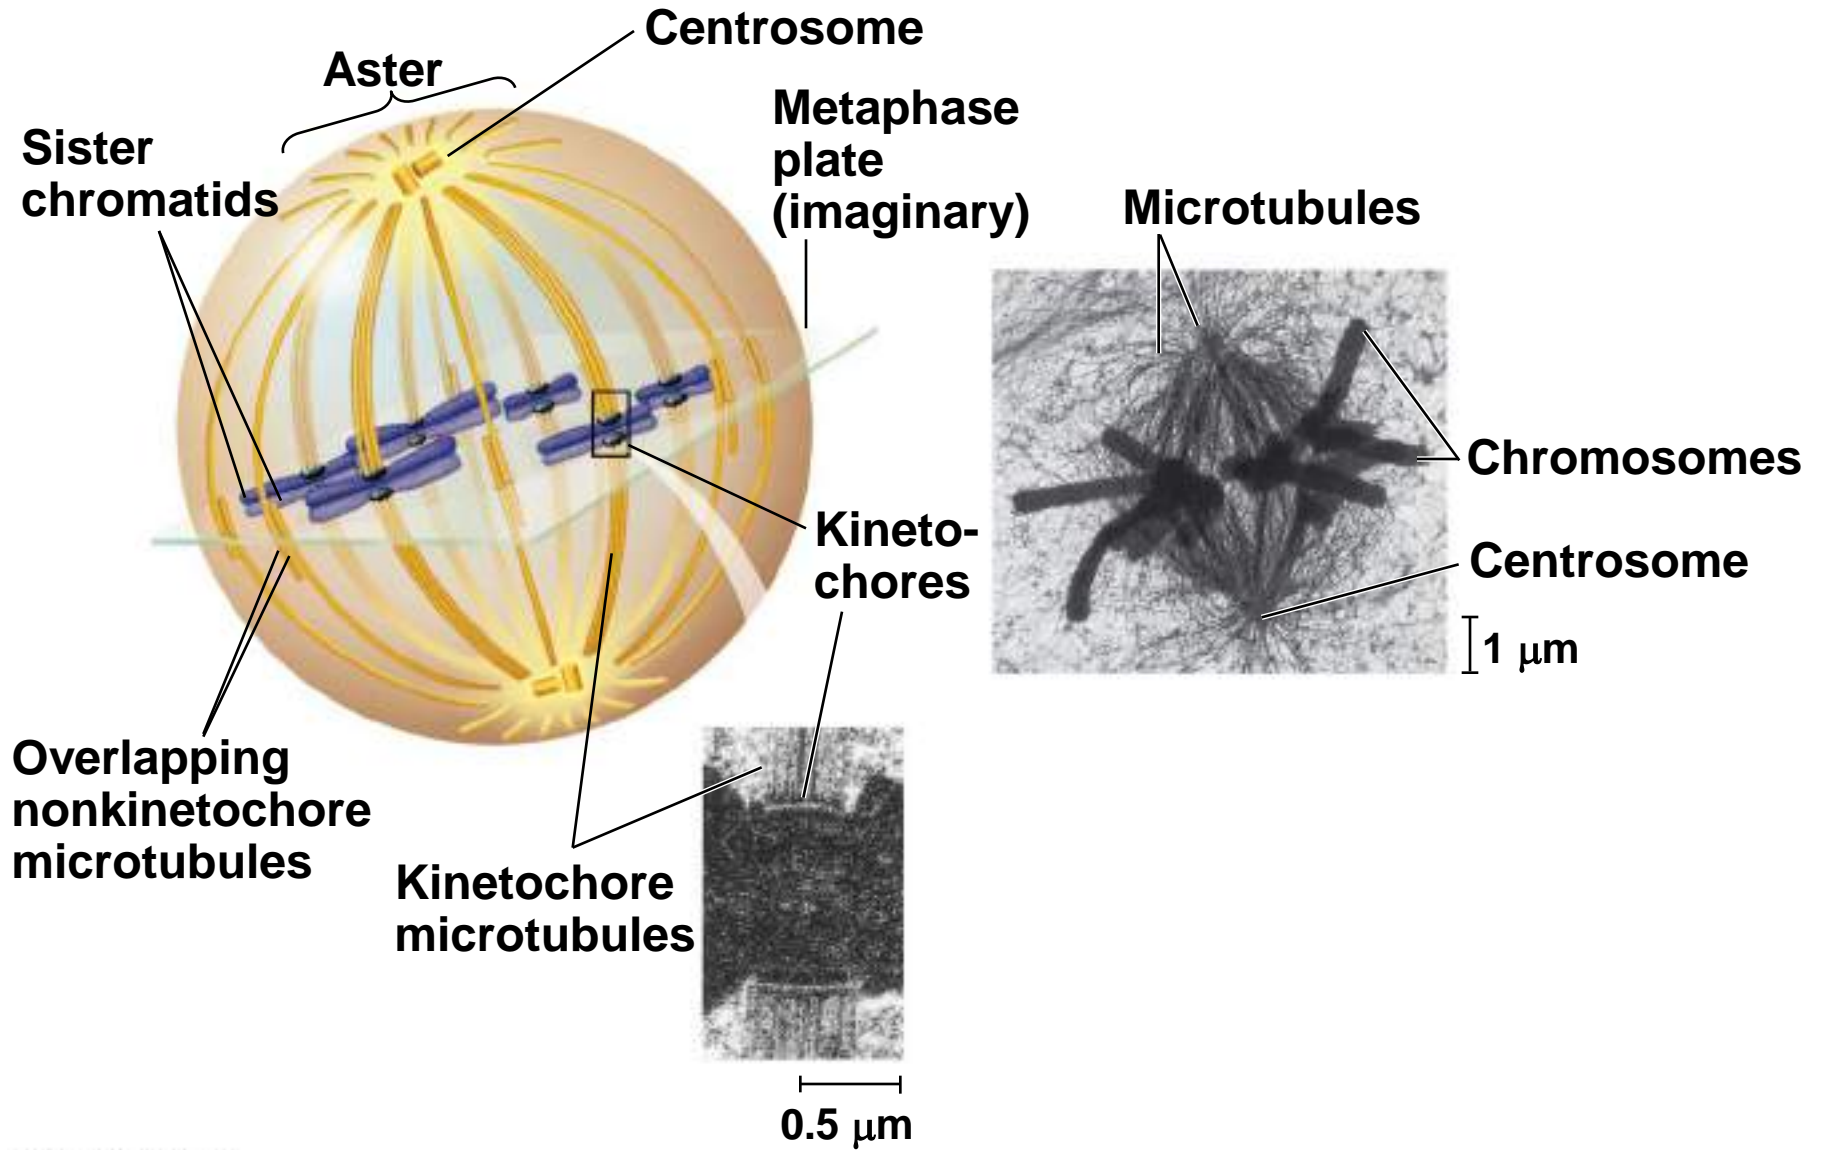 Centrosome
Aster
Metaphase
plate
(imaginary)
Sister
chromatids
Microtubules
Chromosomes
Kineto-
chores
Centrosome
1 μm
Overlapping
nonkinetochore
microtubules
Kinetochore
microtubules
0.5 μm